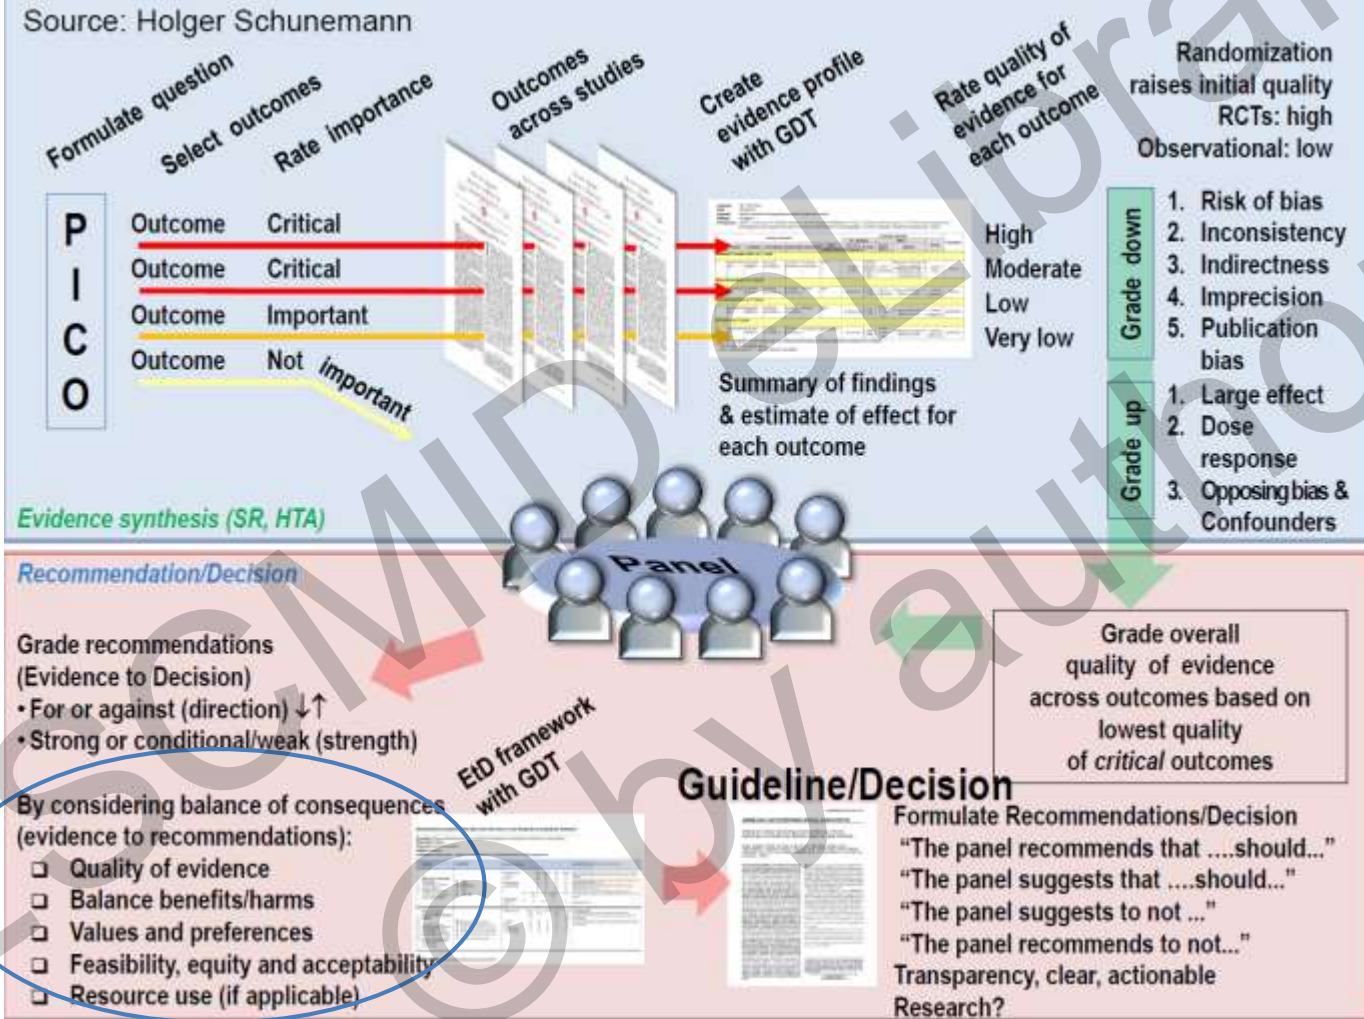 Source: Holger Schunemann
Formulate question
Select outcomes
Rate importance
Outcomes
across studies
Create
evidence profile
with GDT
Rate quality of
evidence for
each outcome
Randomization
raises initial quality
RCTs: high
Observational: low
P
I
C
O
Outcome Critical
Outcome Critical
Outcome Important
Outcome Not important
High
Moderate
Low
Very low
Summary of findings
& estimate of effect for
each outcome
Grade down
1. Risk of bias
2. Inconsistency
3. Indirectness
4. Imprecision
5. Publication
bias
Grade up
1. Large effect
2. Dose
response
3. Opposing bias &
Confounders
Evidence synthesis (SR, HTA)
Panel
Recommendation/Decision
Grade recommendations
(Evidence to Decision)
• For or against (direction) ↓↑
• Strong or conditional/weak (strength)
By considering balance of consequences
(evidence to recommendations):
❑ Quality of evidence
❑ Balance benefits/harms
❑ Values and preferences
❑ Feasibility, equity and acceptability
❑ Resource use (if applicable)
EtD framework
with GDT
Grade overall
quality of evidence
across outcomes based on
lowest quality
of critical outcomes
Guideline/Decision
Formulate Recommendations/Decision
“The panel recommends that ....should...”
“The panel suggests that ....should...”
“The panel suggests to not ...”
“The panel recommends to not...”
Transparency, clear, actionable
Research?
SCMID eLibra
© by autho